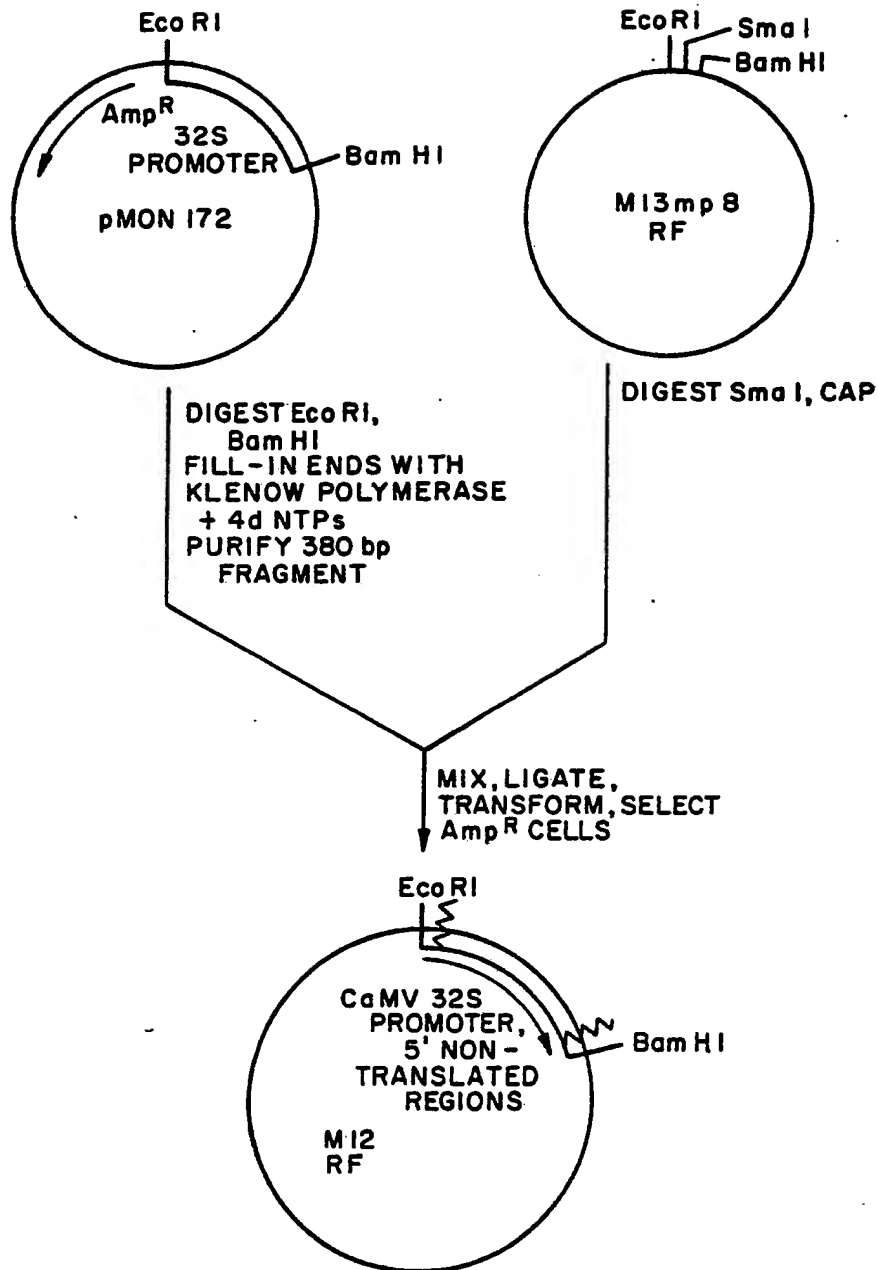 Eco RI
Amp R
32S
PROMOTER
Bam HI
pMON 172
Eco RI
Sma I
Bam HI
M13mp 8
RF
DIGEST Eco RI,
Bam HI
FILL-IN ENDS WITH
KLENOW POLYMERASE
+ 4d NTPs
PURIFY 380 bp
FRAGMENT
DIGEST Sma I, CAP
MIX, LIGATE,
TRANSFORM, SELECT
Amp R CELLS
Eco RI
CaMV 32S
PROMOTER,
5' NON-
TRANSLATED
REGIONS
Bam HI
M12
RF